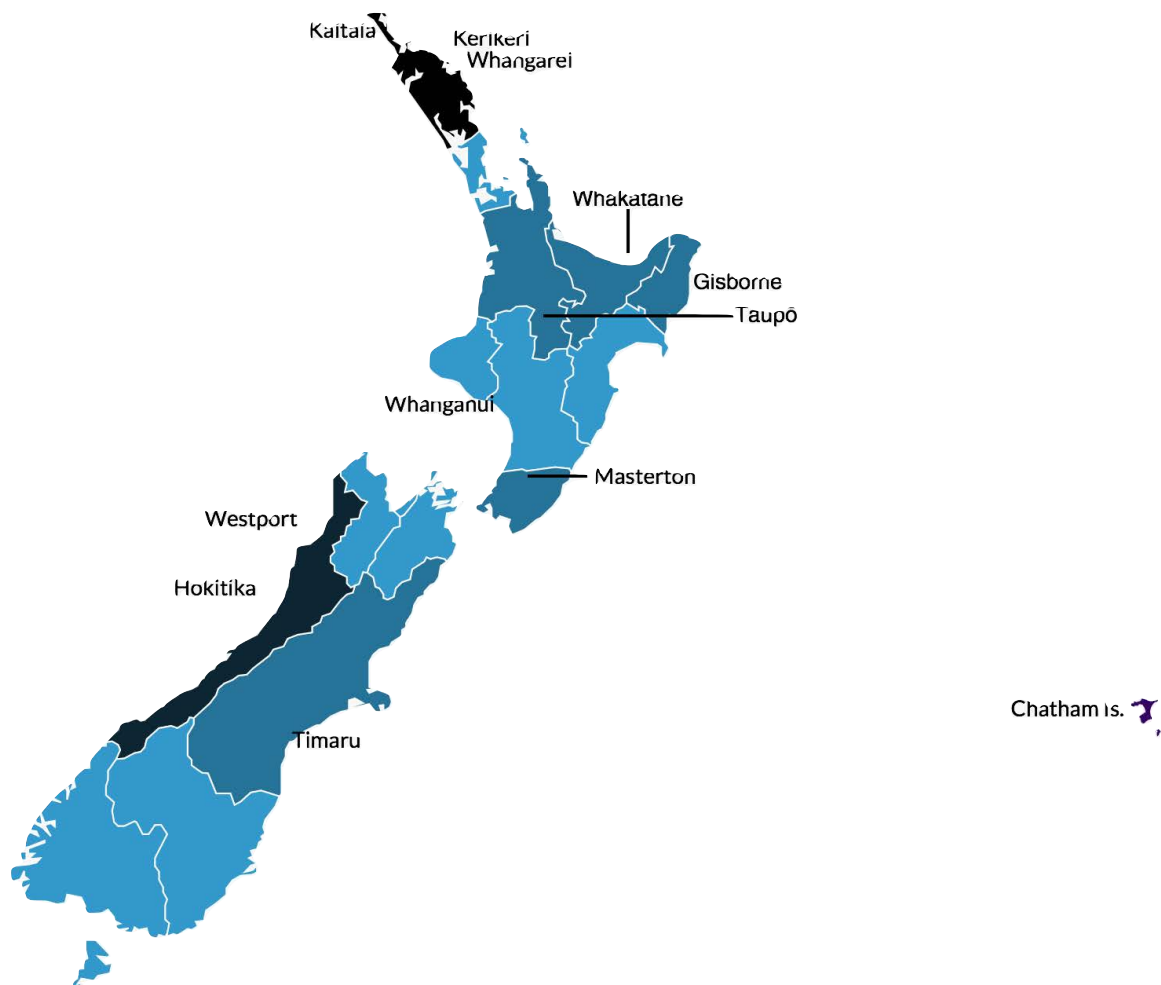 Kaitaia
Kerikeri
Whangarei
Whakatane
Gisborne
Taupō
Whanganui
Masterton
Westport
Hokitika
Chatham Is.
Timaru